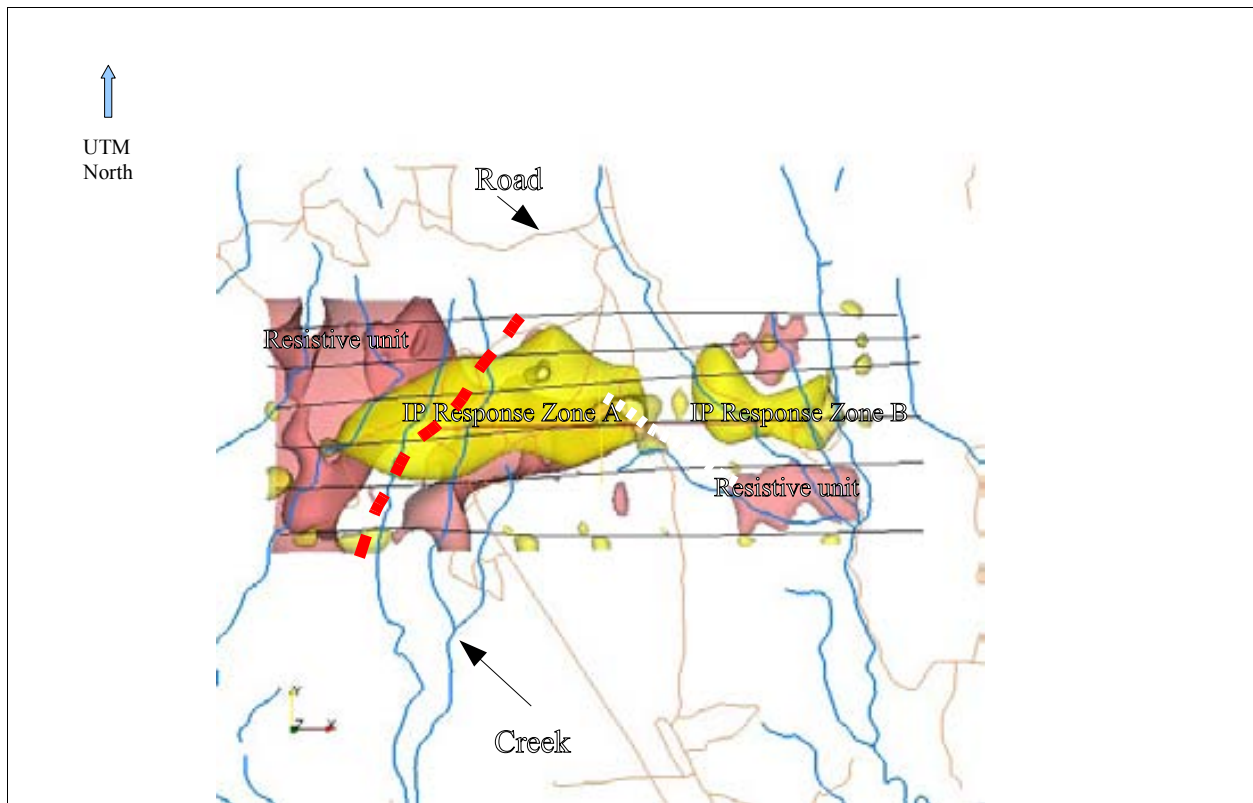 UTM
North
Road
Resistive unit
IP Response Zone A
IP Response Zone B
Resistive unit
Y
Z
X
Creek